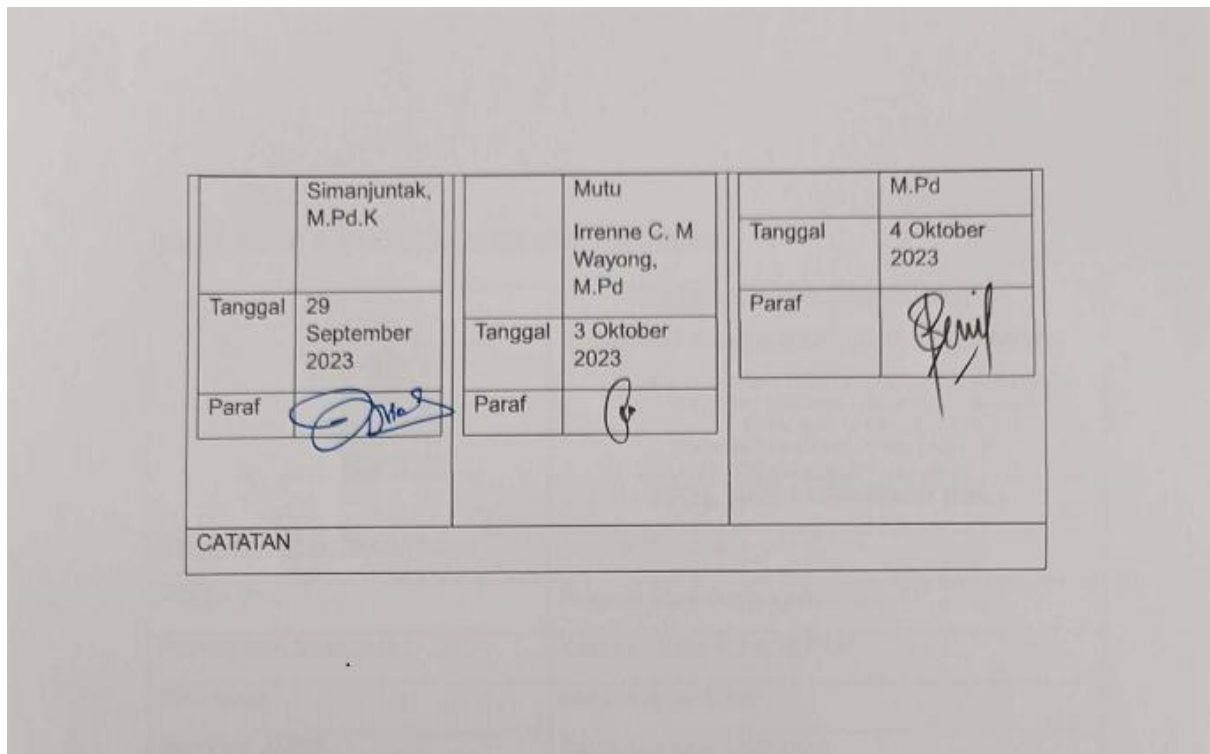 Simanjuntak,
M.Pd.K
Tanggal 29
September
2023
Paraf
Mutu
Irrenne C. M
Wayong,
M.Pd
Tanggal 3 Oktober
2023
Paraf
M.Pd
Tanggal 4 Oktober
2023
Paraf
CATATAN